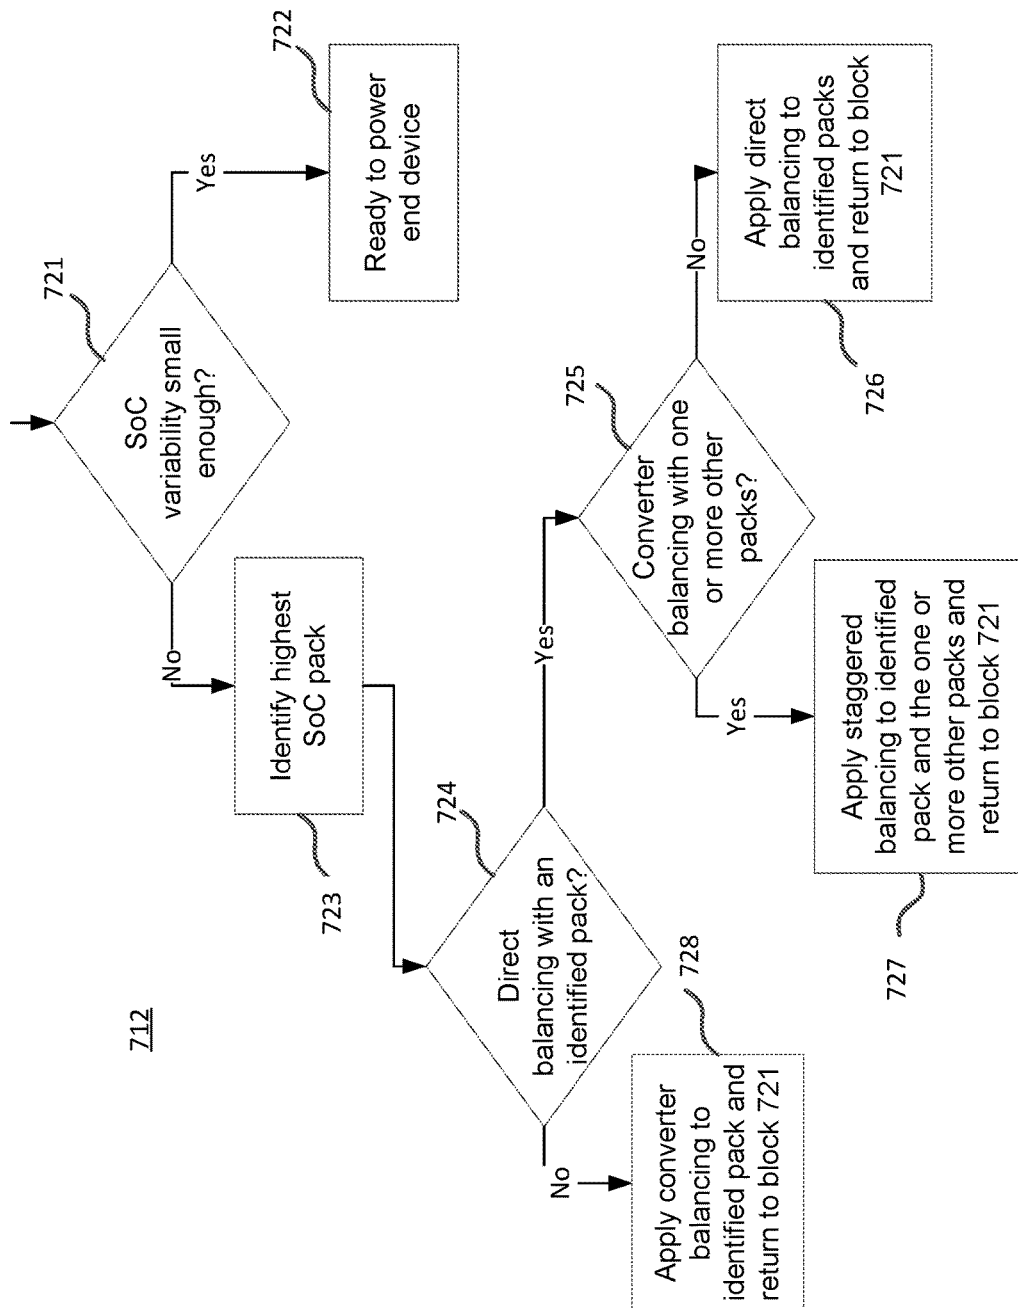 712
721
SoC
variability small
enough?
Yes
722
Ready to power
end device
No
Identify highest
SoC pack
723
724
Direct
balancing with an
identified pack?
Yes
725
Converter
balancing with one
or more other
packs?
No
Apply direct
balancing to
identified packs
and return to block
721
726
Yes
Apply staggered
balancing to identified
pack and the one or
more other packs and
return to block 721
727
No
728
Apply converter
balancing to
identified pack and
return to block 721